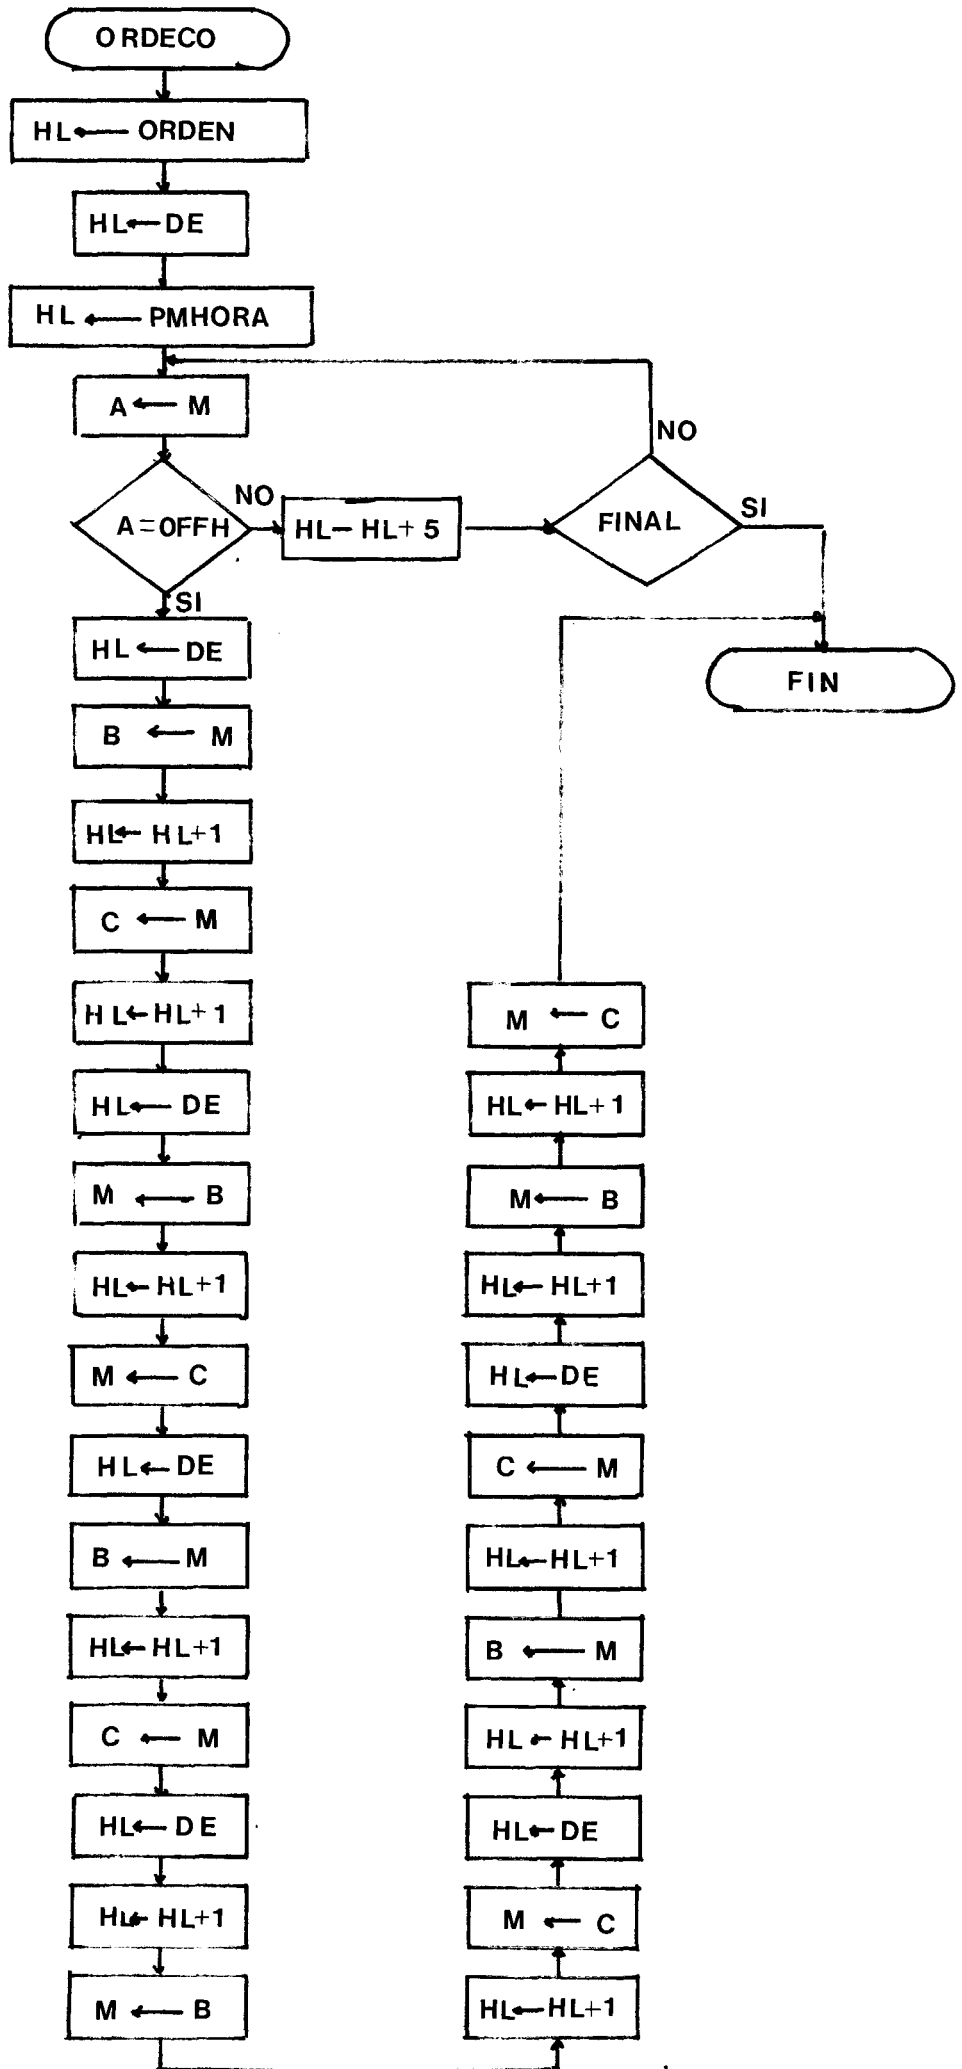 ORDECO
HL ← ORDEN
HL ← DE
HL ← PMHORA
A ← M
A = OFFH
NO
HL — HL + 5
FINAL
NO
SI
FIN
SI
HL ← DE
B ← M
HL ← HL+1
C ← M
HL ← HL+1
HL ← DE
M ← B
HL ← HL+1
M ← C
HL ← DE
B ← M
HL ← HL+1
C ← M
HL ← DE
HL ← HL+1
M ← B
HL ← HL+1
M ← C
HL ← DE
HL ← HL+1
B ← M
HL ← HL+1
C ← M
HL ← DE
HL ← HL+1
M ← B
HL ← HL+1
M ← C